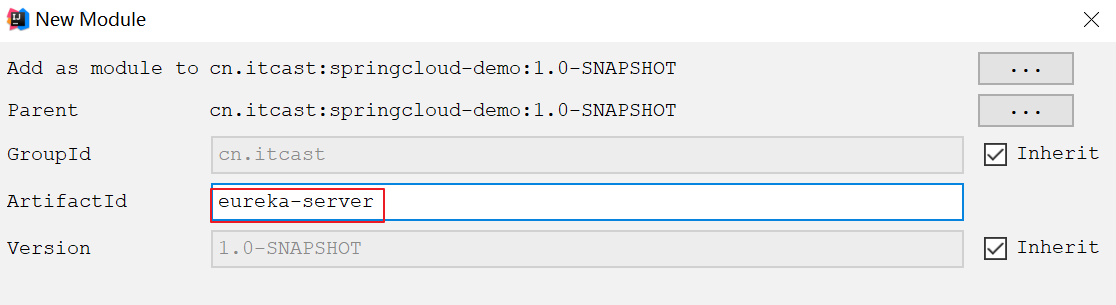 New Module
Add as module to cn.itcast:springcloud-demo:1.0-SNAPSHOT ...
Parent cn.itcast:springcloud-demo:1.0-SNAPSHOT ...
GroupId cn.itcast Inherit
ArtifactId eureka-server
Version 1.0-SNAPSHOT Inherit